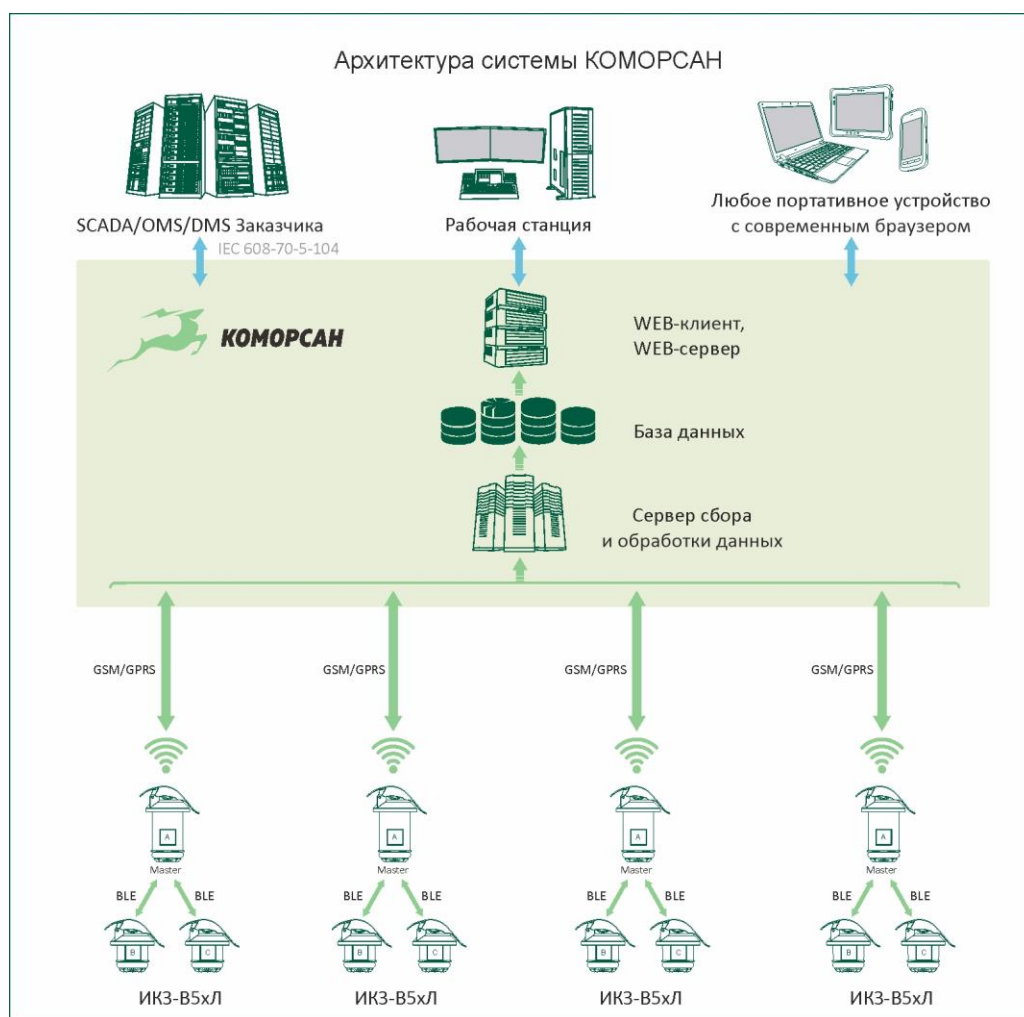 Архитектура системы КОМОРСАН
SCADA/OMS/DMS Заказчика
IEC 608-70-5-104
Рабочая станция
Любое портативное устройство
с современным браузером
КОМОРСАН
WEB-клиент,
WEB-сервер
База данных
Сервер сбора
и обработки данных
GSM/GPRS
GSM/GPRS
GSM/GPRS
GSM/GPRS
A
A
A
A
Master
Master
Master
Master
BLE
BLE
BLE
BLE
BLE
BLE
BLE
BLE
B
C
B
C
B
C
B
C
ИКЗ-В5хЛ
ИКЗ-В5хЛ
ИКЗ-В5хЛ
ИКЗ-В5хЛ